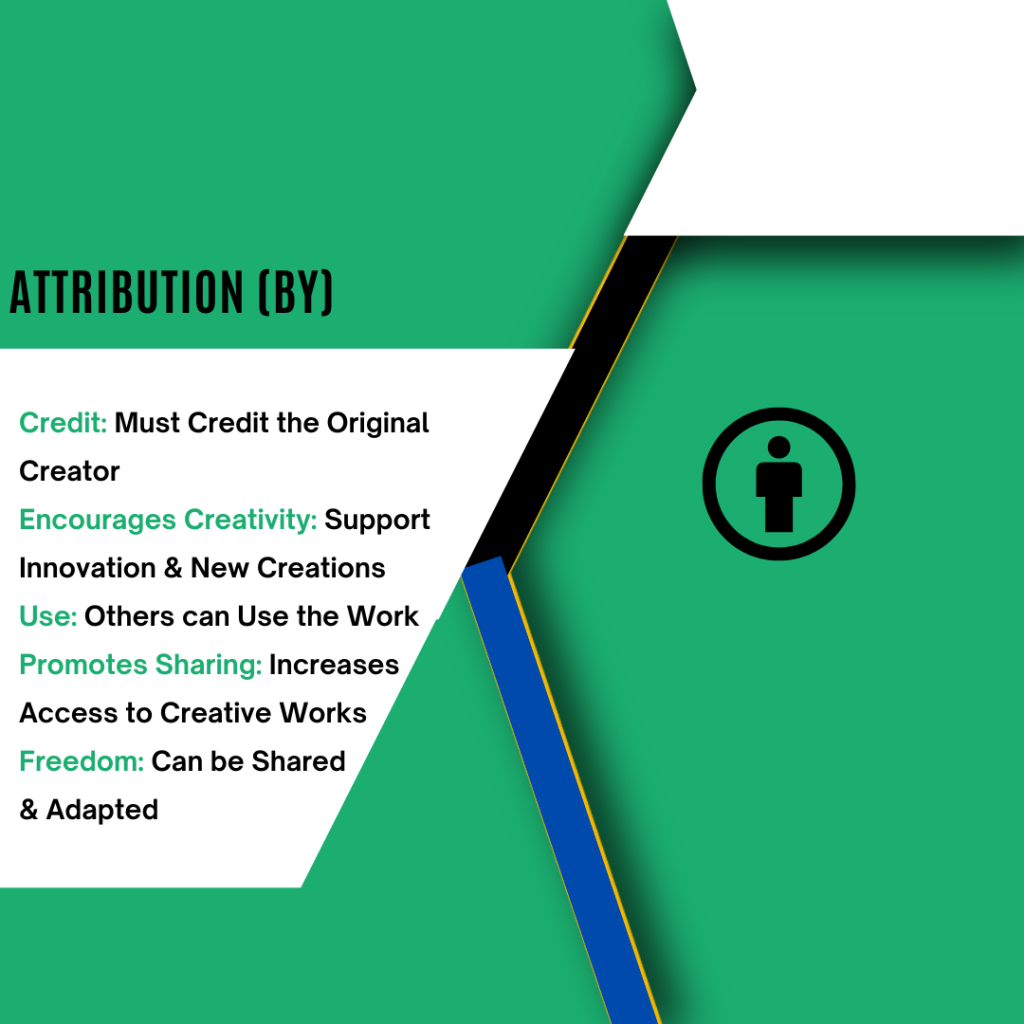 ATTRIBUTION (BY)
Credit: Must Credit the Original
Creator
Encourages Creativity: Support
Innovation & New Creations
Use: Others can Use the Work
Promotes Sharing: Increases
Access to Creative Works
Freedom: Can be Shared
& Adapted